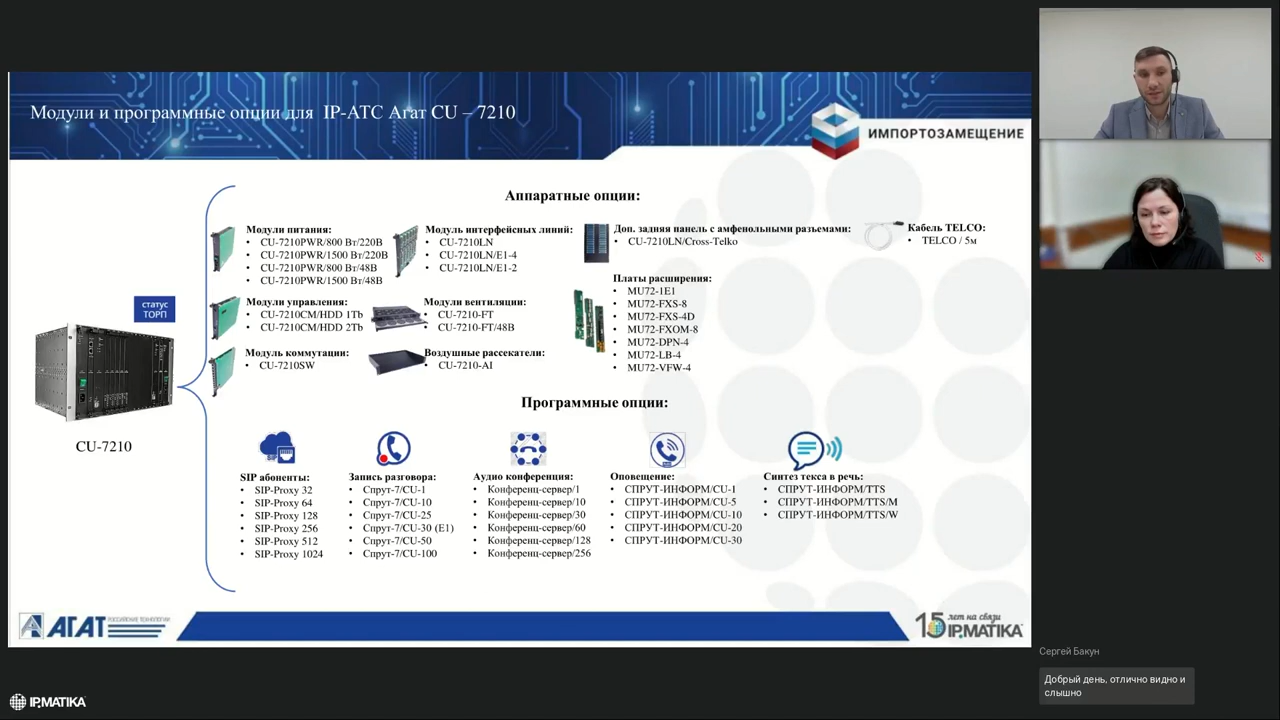 Модули и программные опции для IP-АТС Агат CU – 7210
ИМПОРТОЗАМЕЩЕНИЕ
Аппаратные опции:
Модули питания:
• CU-7210PWR/800 Вт/220В
• CU-7210PWR/1500 Вт/220В
• CU-7210PWR/800 Вт/48В
• CU-7210PWR/1500 Вт/48В
Модуль интерфейсных линий:
• CU-7210LN
• CU-7210LN/E1-4
• CU-7210LN/E1-2
Доп. задняя панель с амфенольными разъемами:
• CU-7210LN/Cross-Telko
Кабель TELCO:
• TELCO / 5м
Платы расширения:
• MU72-1E1
• MU72-FXS-8
• MU72-FXS-4D
• MU72-FXOM-8
• MU72-DPN-4
• MU72-LB-4
• MU72-VFW-4
Модули управления:
• CU-7210CM/HDD 1Tb
• CU-7210CM/HDD 2Tb
Модули вентиляции:
• CU-7210-FT
• CU-7210-FT/48В
Модуль коммутации:
• CU-7210SW
Воздушные рассекатели:
• CU-7210-AI
статус
ТОРП
CU-7210
Программные опции:
SIP
SIP абоненты:
• SIP-Proxy 32
• SIP-Proxy 64
• SIP-Proxy 128
• SIP-Proxy 256
• SIP-Proxy 512
• SIP-Proxy 1024
Запись разговора:
• Спрут-7/CU-1
• Спрут-7/CU-10
• Спрут-7/CU-25
• Спрут-7/CU-30 (E1)
• Спрут-7/CU-50
• Спрут-7/CU-100
Аудио конференция:
• Конференц-сервер/1
• Конференц-сервер/10
• Конференц-сервер/30
• Конференц-сервер/60
• Конференц-сервер/128
• Конференц-сервер/256
Оповещение:
• СПРУТ-ИНФОРМ/CU-1
• СПРУТ-ИНФОРМ/CU-5
• СПРУТ-ИНФОРМ/CU-10
• СПРУТ-ИНФОРМ/CU-20
• СПРУТ-ИНФОРМ/CU-30
Синтез текса в речь:
• СПРУТ-ИНФОРМ/TTS
• СПРУТ-ИНФОРМ/TTS/M
• СПРУТ-ИНФОРМ/TTS/W
АГАТ
РОССИЙСКИЕ ТЕХНОЛОГИИ
15 лет на связи
IPMATIKA
Сергей Бакун
Добрый день, отлично видно и
слышно
IPMATIKA